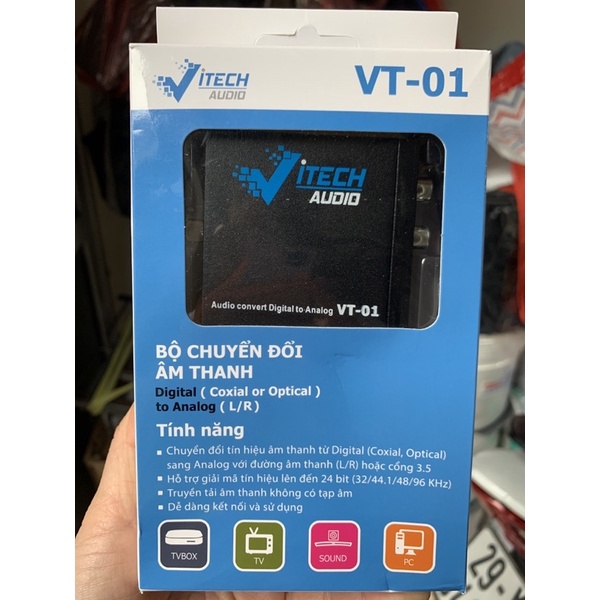 VITECH
AUDIO
VT-01
VITECH
AUDIO
Audio convert Digital to Analog VT-01
BỘ CHUYỂN ĐỔI
ÂM THANH
Digital ( Coxial or Optical )
to Analog ( L/R )
Tính năng
Chuyển đổi tín hiệu âm thanh từ Digital (Coxial, Optical)
sang Analog với đường âm thanh (L/R) hoặc cổng 3.5
Hỗ trợ giải mã tín hiệu lên đến 24 bit (32/44.1/48/96 KHz)
Truyền tải âm thanh không có tạp âm
Dễ dàng kết nối và sử dụng
TVBOX
TV
SOUND
PC